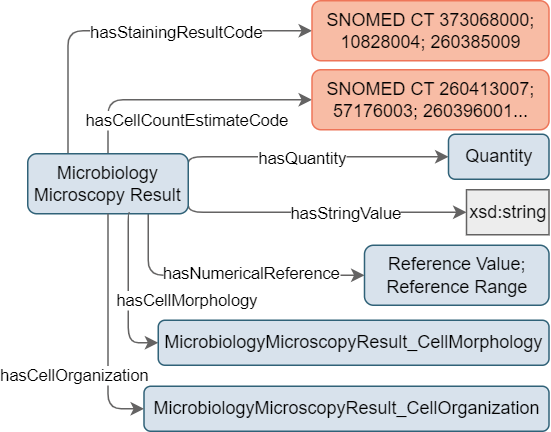 hasStainingResultCode
SNOMED CT 373068000;
10828004; 260385009
hasCellCountEstimateCode
SNOMED CT 260413007;
57176003; 260396001...
Microbiology
Microscopy Result
hasQuantity
Quantity
hasStringValue
xsd:string
hasNumericalReference
Reference Value;
Reference Range
hasCellMorphology
MicrobiologyMicroscopyResult_CellMorphology
hasCellOrganization
MicrobiologyMicroscopyResult_CellOrganization